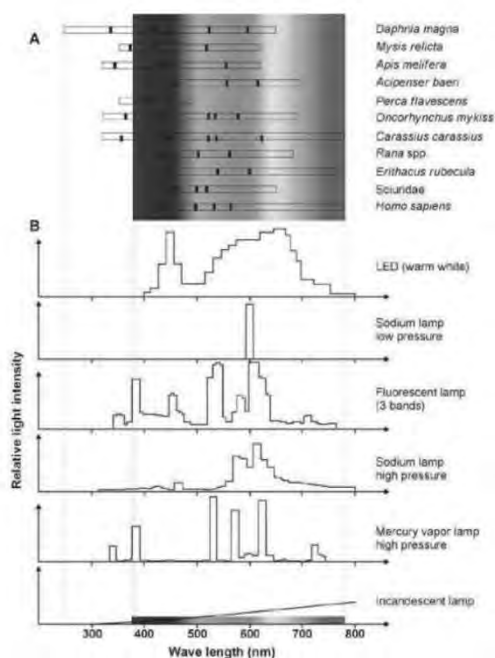 A
Daphnia magna
Mysis relicta
Apis melifera
Acipenser baeri
Perca flavescens
Oncorhynchus mykiss
Carassius carassius
Rana spp.
Erithacus rubecula
Sciuridae
Homo sapiens
B
LED (warm white)
Sodium lamp
low pressure
Fluorescent lamp
(3 bands)
Sodium lamp
high pressure
Mercury vapor lamp
high pressure
Incandescent lamp
Relative light intensity
300 400 500 600 700 800
Wave length (nm)